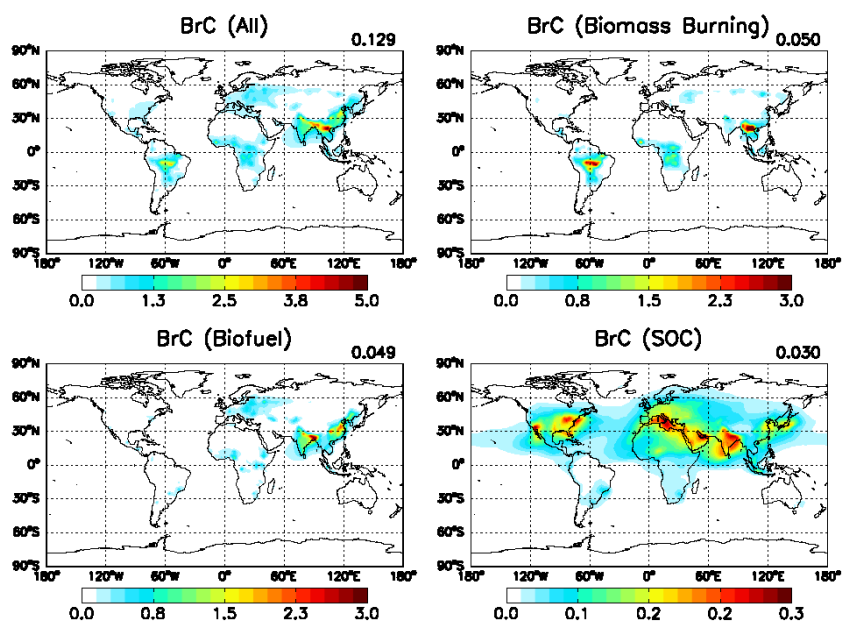 BrC (All)
0.129
90°N
60°N
30°N
0°
30°S
60°S
90°S
180° 120°W 60°W 0° 60°E 120°E 180°
0.0 1.3 2.5 3.8 5.0
BrC (Biomass Burning)
0.050
90°N
60°N
30°N
0°
30°S
60°S
90°S
180° 120°W 60°W 0° 60°E 120°E 180°
0.0 0.8 1.5 2.3 3.0
BrC (Biofuel)
0.049
90°N
60°N
30°N
0°
30°S
60°S
90°S
180° 120°W 60°W 0° 60°E 120°E 180°
0.0 0.8 1.5 2.3 3.0
BrC (SOC)
0.030
90°N
60°N
30°N
0°
30°S
60°S
90°S
180° 120°W 60°W 0° 60°E 120°E 180°
0.0 0.1 0.2 0.2 0.3